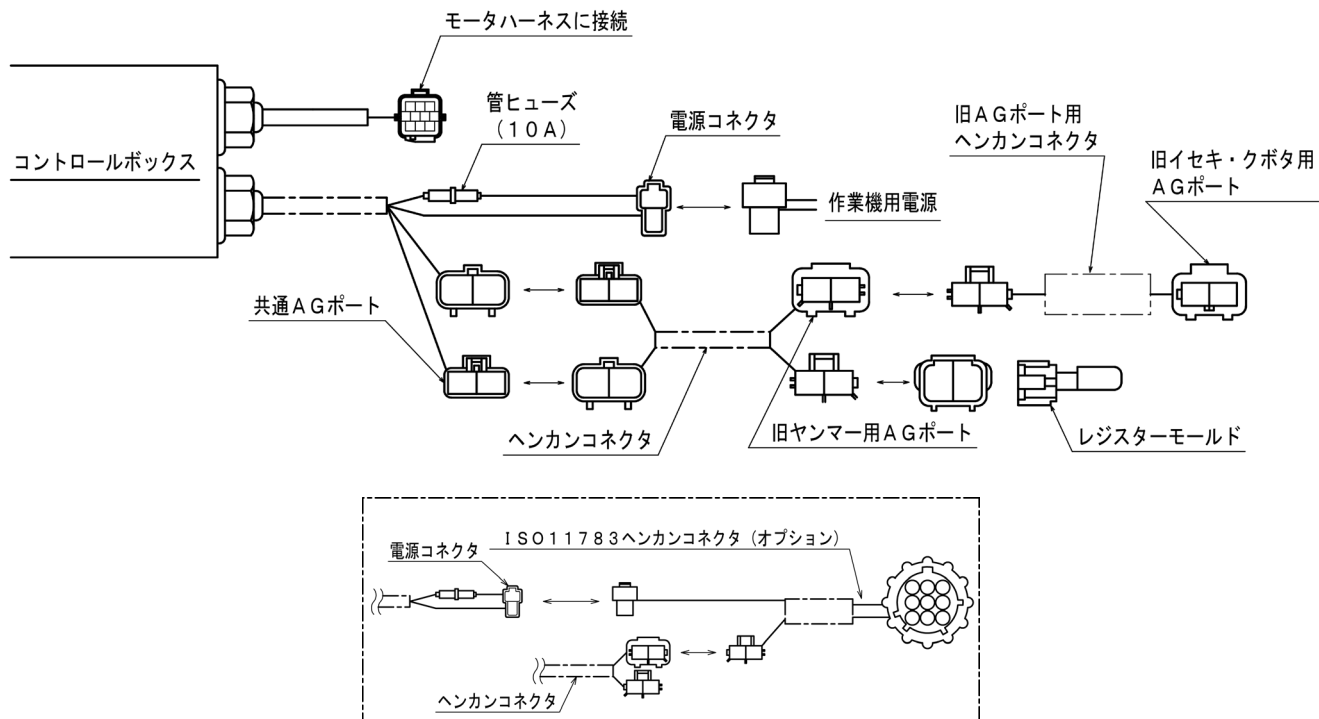 モータハーネスに接続
管ヒューズ
(10A)
電源コネクタ
旧AGポート用
ヘンカンコネクタ
旧イセキ・クボタ用
AGポート
コントロールボックス
作業機用電源
共通AGポート
ヘンカンコネクタ
旧ヤンマー用AGポート
レジスターモールド
電源コネクタ
ISO11783ヘンカンコネクタ(オプション)
ヘンカンコネクタ